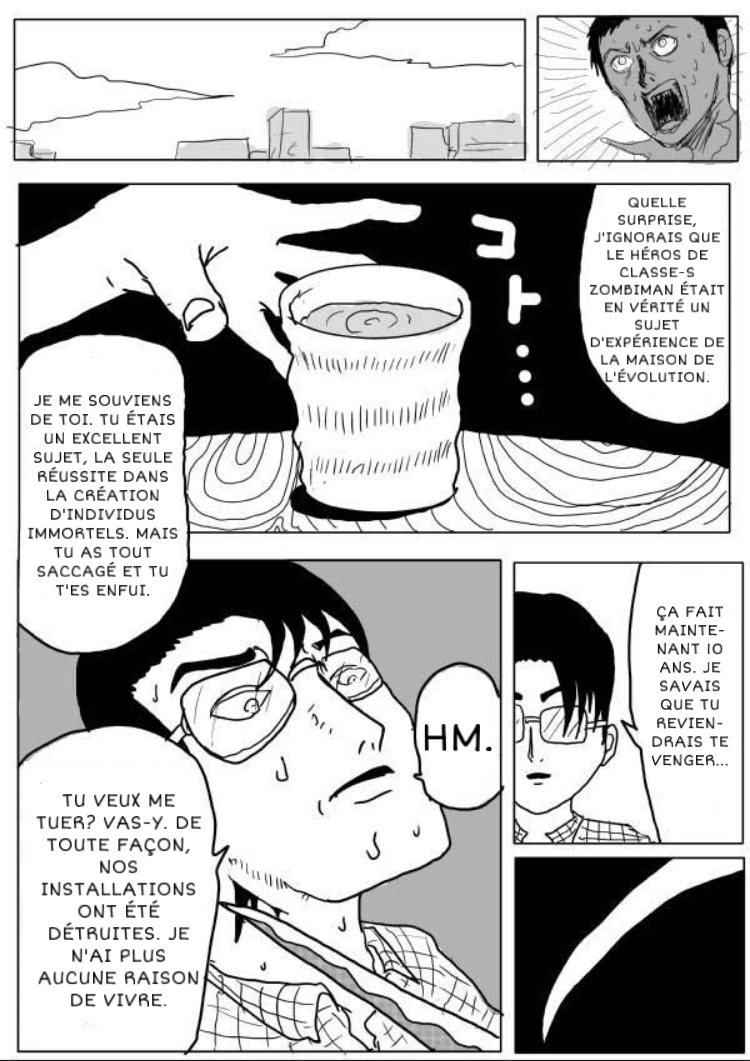 QUELLE
SURPRISE,
J'IGNORAIS QUE
LE HÉROS DE
CLASSE-S
ZOMBIMAN ÉTAIT
EN VÉRITÉ UN
SUJET
D'EXPÉRIENCE DE
LA MAISON DE
L'ÉVOLUTION.
コト...
JE ME SOUVIENS
DE TOI. TU ÉTAIS
UN EXCELLENT
SUJET, LA SEULE
RÉUSSITE DANS
LA CRÉATION
D'INDIVIDUS
IMMORTELS. MAIS
TU AS TOUT
SACCAGÉ ET TU
T'ES ENFUI.
ÇA FAIT
MAINTE-
NANT 10
ANS. JE
SAVAIS
QUE TU
REVIEN-
DRAIS TE
VENGER...
HM.
TU VEUX ME
TUER? VAS-Y. DE
TOUTE FAÇON,
NOS
INSTALLATIONS
ONT ÉTÉ
DÉTRUITES. JE
N'AI PLUS
AUCUNE RAISON
DE VIVRE.